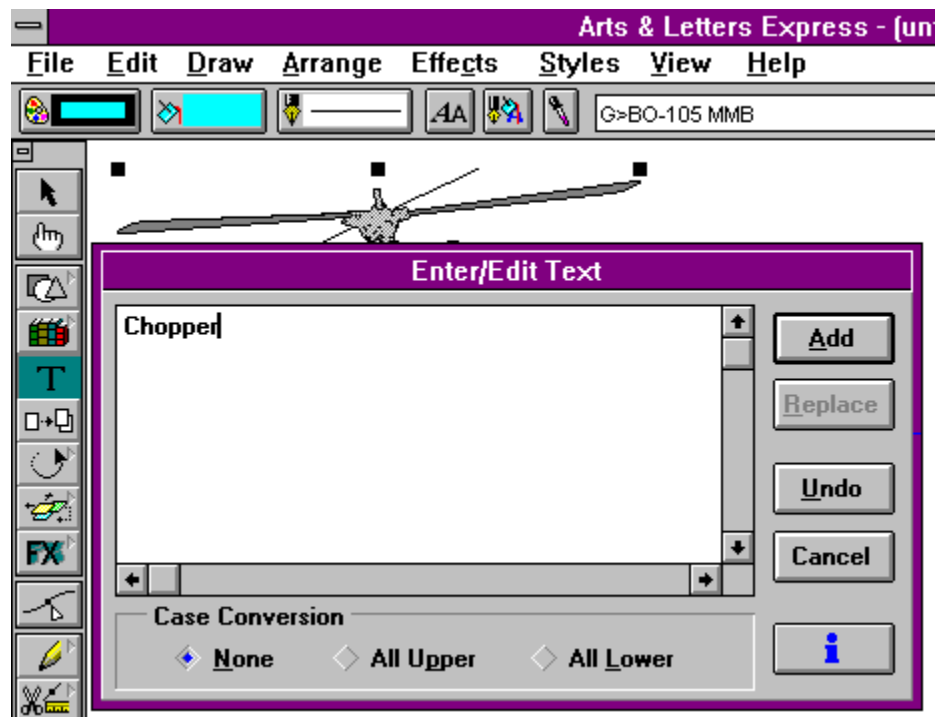 Arts & Letters Express - (unt
File Edit Draw Arrange Effects Styles View Help
AA G>BO-105 MMB
Enter/Edit Text
Chopper
Add
T
Replace
Undo
FX
Cancel
Case Conversion
None All Upper All Lower
i